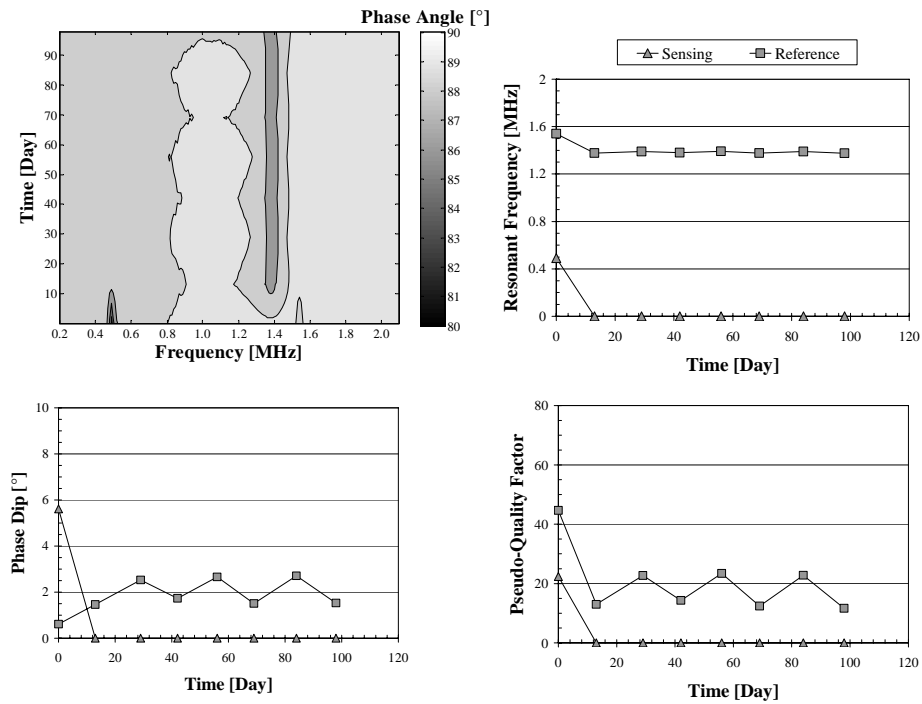 Phase Angle [°]
90
89
88
87
86
85
84
83
82
81
80
90
80
70
60
50
40
30
20
10
Time [Day]
0.2 0.4 0.6 0.8 1.0 1.2 1.4 1.6 1.8 2.0
Frequency [MHz]
Sensing Reference
2
1.6
1.2
0.8
0.4
0
Resonant Frequency [MHz]
0 20 40 60 80 100 120
Time [Day]
10
8
6
4
2
0
Phase Dip [°]
0 20 40 60 80 100 120
Time [Day]
80
60
40
20
0
Pseudo-Quality Factor
0 20 40 60 80 100 120
Time [Day]